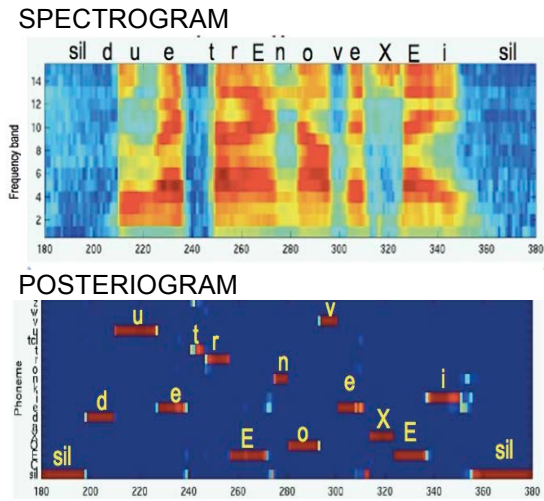 SPECTROGRAM
sil d u e t r E n o v e X E i sil
14
12
10
8
6
4
2
Frequency band
180 200 220 240 260 280 300 320 340 360 380
POSTERIOGRAM
z
w
v
u
tcl
t
r
o
n
k
i
e
d
sil
Phoneme
v
u
t r
n i
d e e
o X
E E
sil sil
180 200 220 240 260 280 300 320 340 360 380